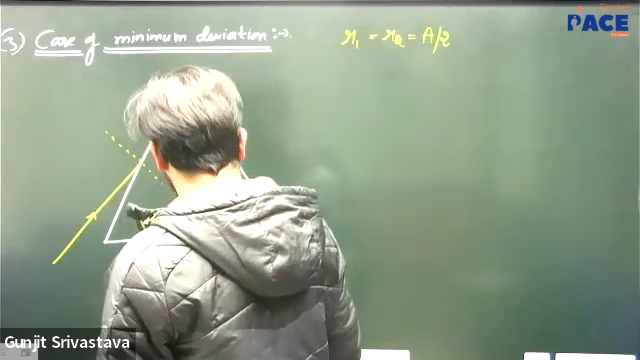 (3) Case of minimum deviation :-.
r₁ = r₂ = A/2
PACE
Gunjit Srivastava